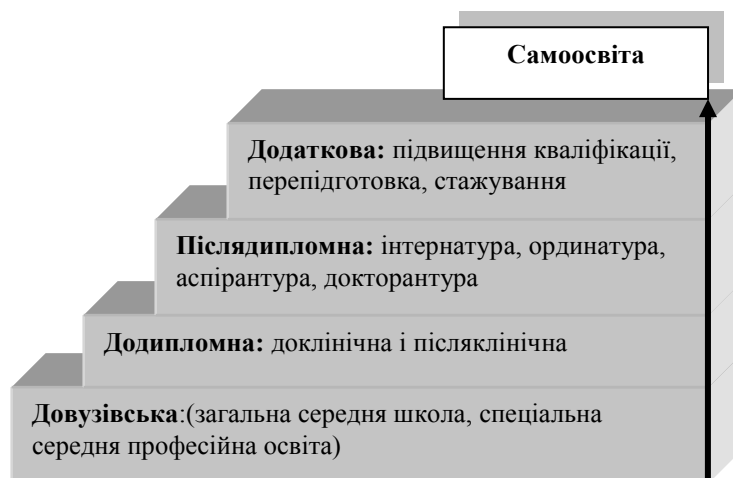 Самоосвіта
Додаткова: підвищення кваліфікації,
перепідготовка, стажування
Післядипломна: інтернатура, ординатура,
аспірантура, докторантура
Додипломна: доклінічна і післяклінічна
Довузівська:(загальна середня школа, спеціальна
середня професійна освіта)